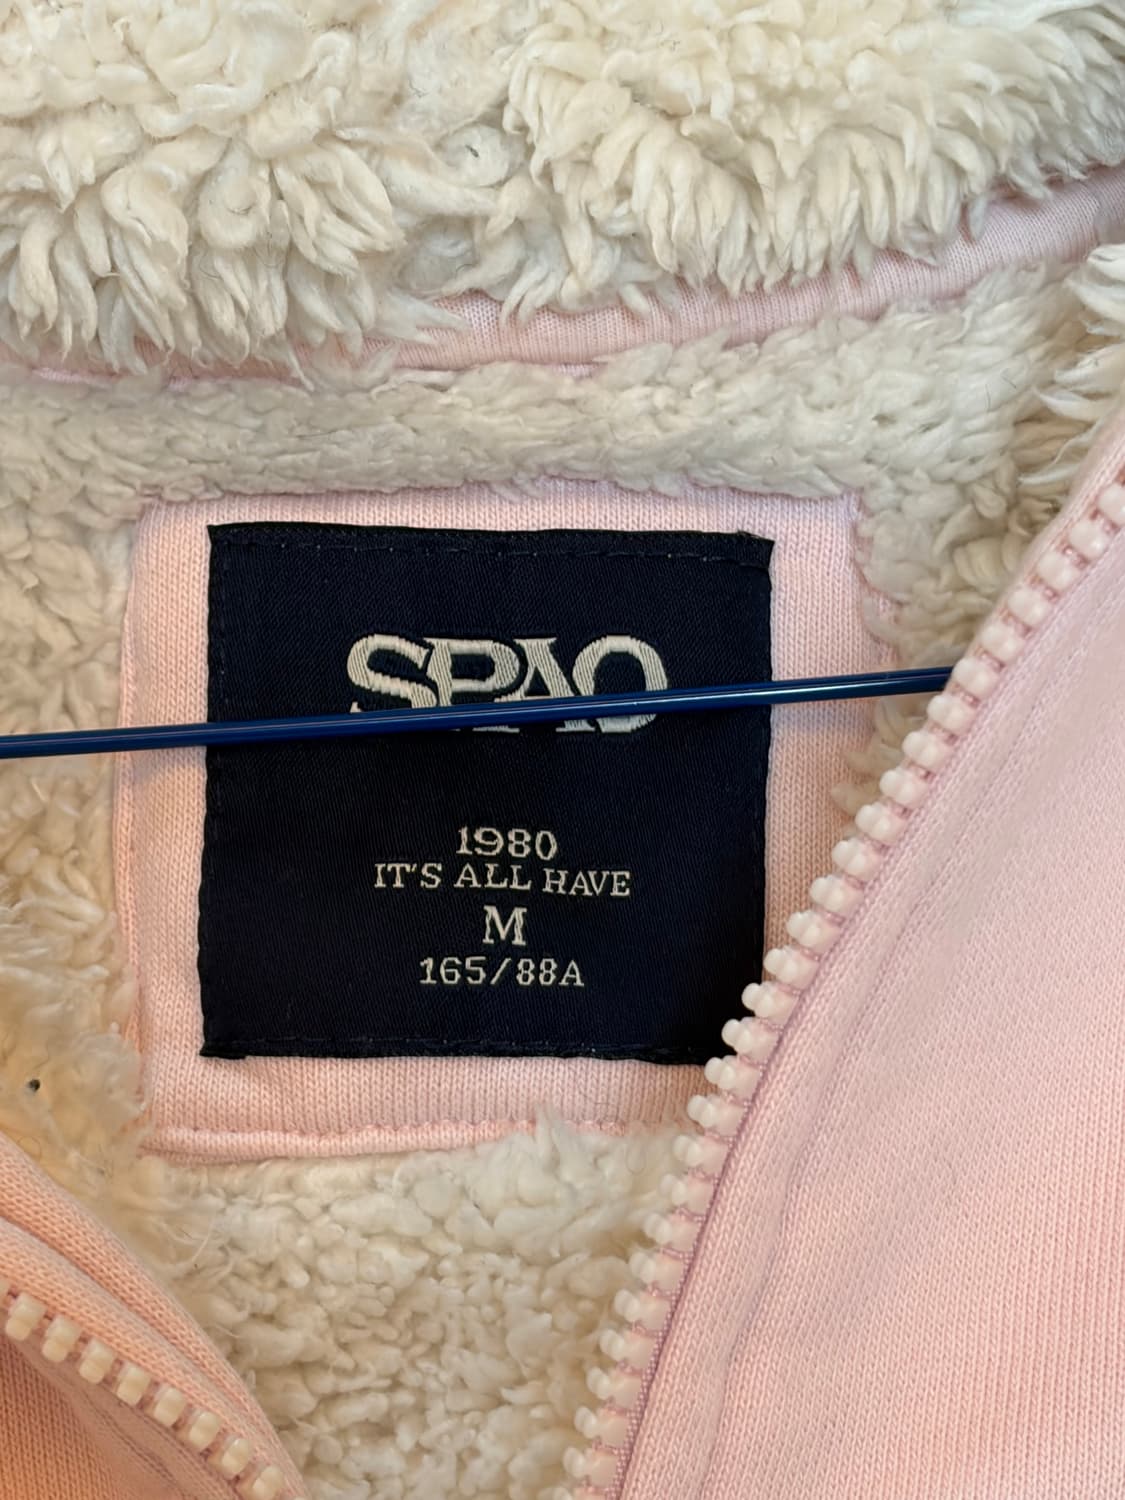 SPAO
1980
IT'S ALL HAVE
M
165/88A